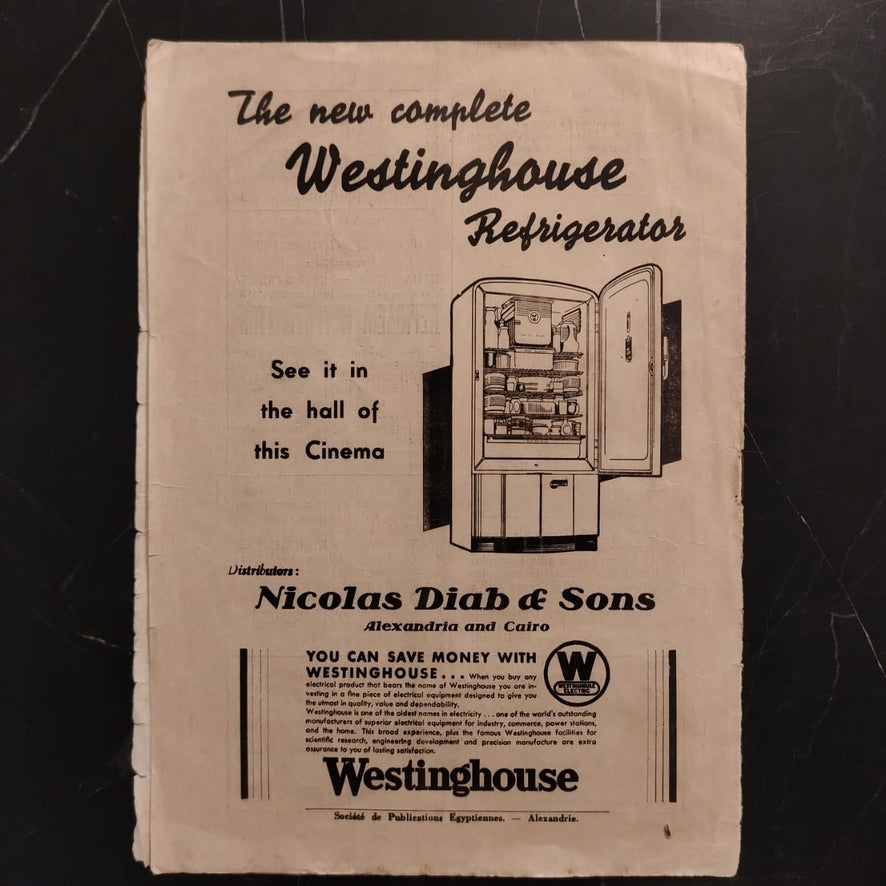 The new complete
Westinghouse
Refrigerator
See it in
the hall of
this Cinema
Distributors:
Nicolas Diab & Sons
Alexandria and Cairo
YOU CAN SAVE MONEY WITH
WESTINGHOUSE... When you buy any
electrical product that bears the name of Westinghouse you are in-
vesting in a fine piece of electrical equipment designed to give you
the utmost in quality, value and dependability.
Westinghouse is one of the oldest names in electricity ... one of the world's outstanding
manufacturers of superior electrical equipment for industry, commerce, power stations,
and the home. This broad experience, plus the famous Westinghouse facilities for
scientific research, engineering development and precision manufacture are extra
assurance to you of lasting satisfaction.
W
WESTINGHOUSE
ELECTRIC
Westinghouse
Société de Publications Egyptiennes. — Alexandrie.